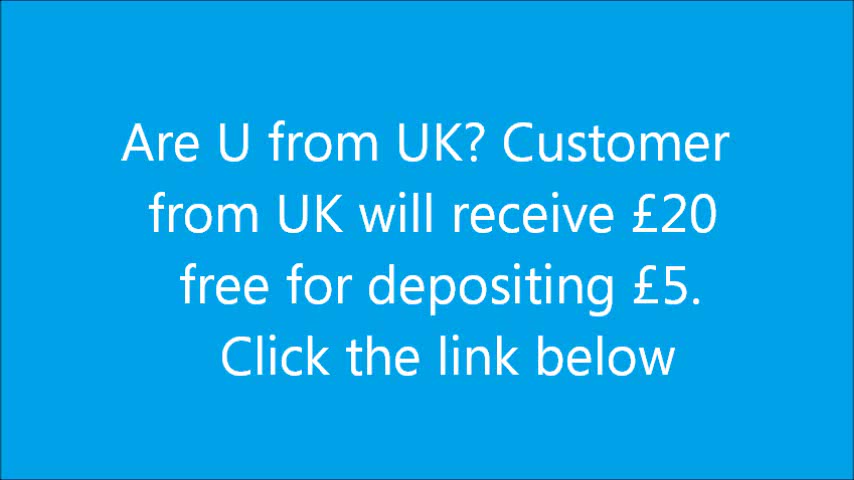 Are U from UK? Customer
from UK will receive £20
free for depositing £5.
Click the link below